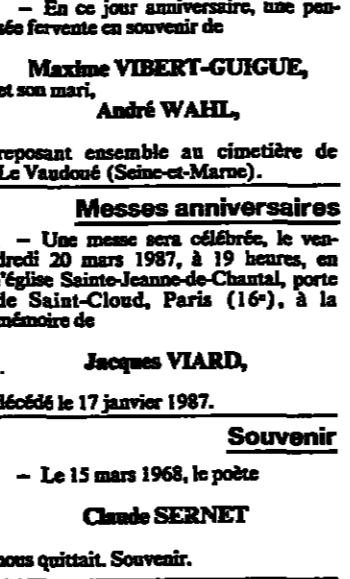 — En ce jour anniversaire, une pen-
sée fervente en souvenir de
Maxime VIBERT-GUIGUE,
et son mari,
André WAHL,
reposant ensemble au cimetière de
Le Vaudoué (Seine-et-Marne).
Messes anniversaires
— Une messe sera célébrée, le ven-
dredi 20 mars 1987, à 19 heures, en
l'église Sainte-Jeanne-de-Chantal, porte
de Saint-Cloud, Paris (16ᵉ), à la
mémoire de
Jacques VIARD,
décédé le 17 janvier 1987.
Souvenir
— Le 15 mars 1968, le poète
Claude SERNET
nous quittait. Souvenir.